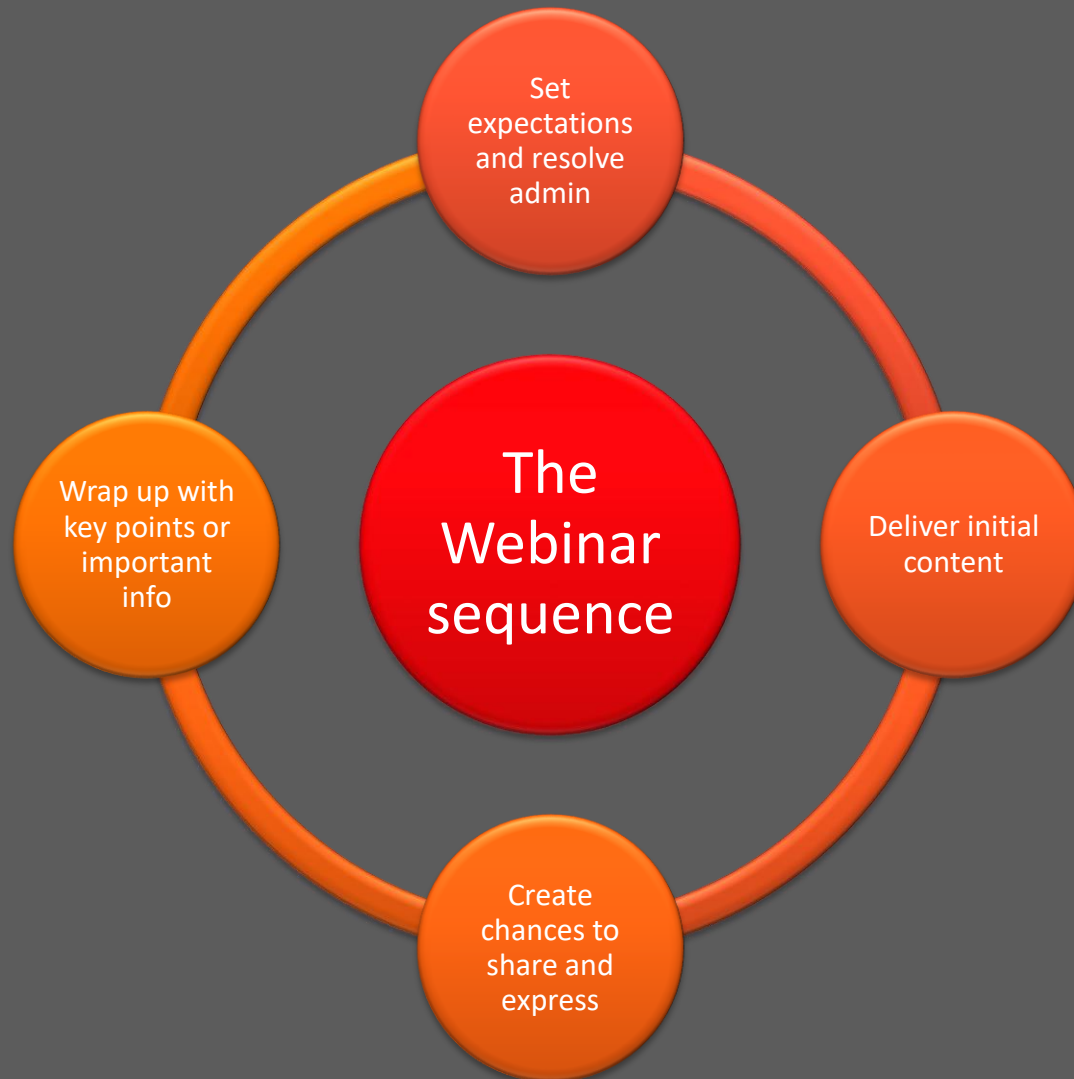 Set
expectations
and resolve
admin
The
Webinar
sequence
Deliver initial
content
Create
chances to
share and
express
Wrap up with
key points or
important
info